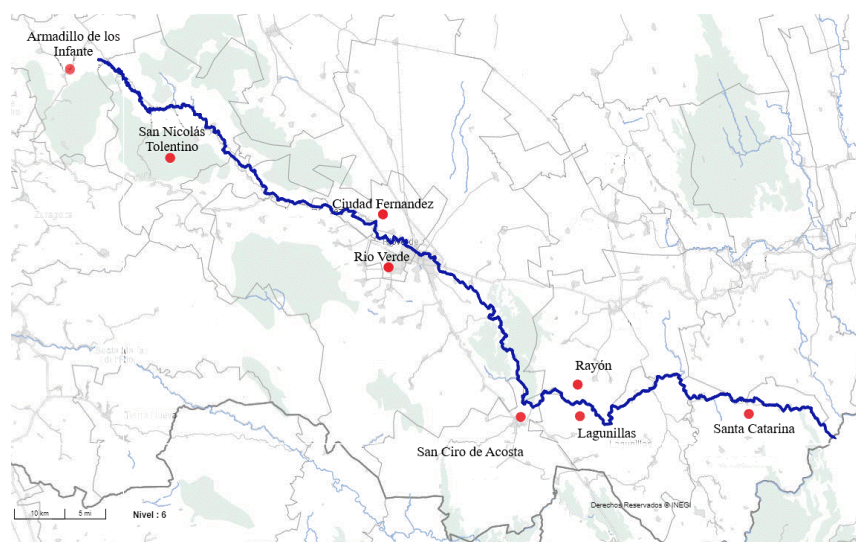 Armadillo de los
Infante
San Nicolás
Tolentino
Ciudad Fernandez
Rio Verde
Rayón
Lagunillas
San Ciro de Acosta
Santa Catarina
Derechos Reservados © INEGI
10 km
5 mi
Nivel : 6